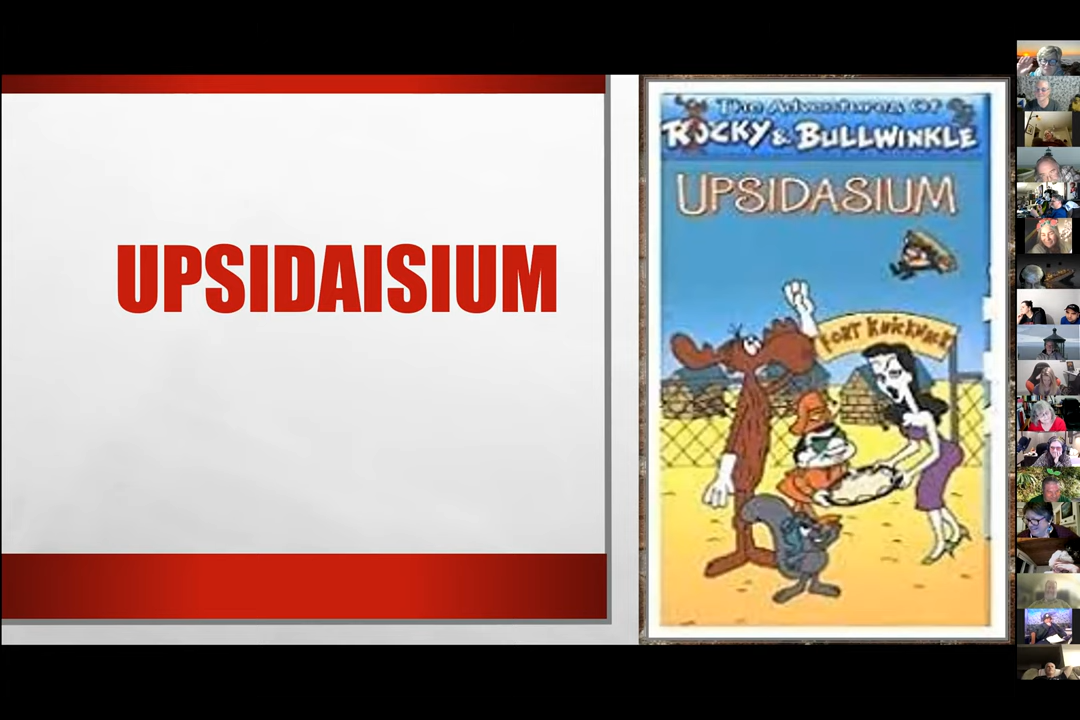 UPSIDAISIUM
The Adventures Of
ROCKY & BULLWINKLE
UPSIDASIUM
FORT KNICKNACK